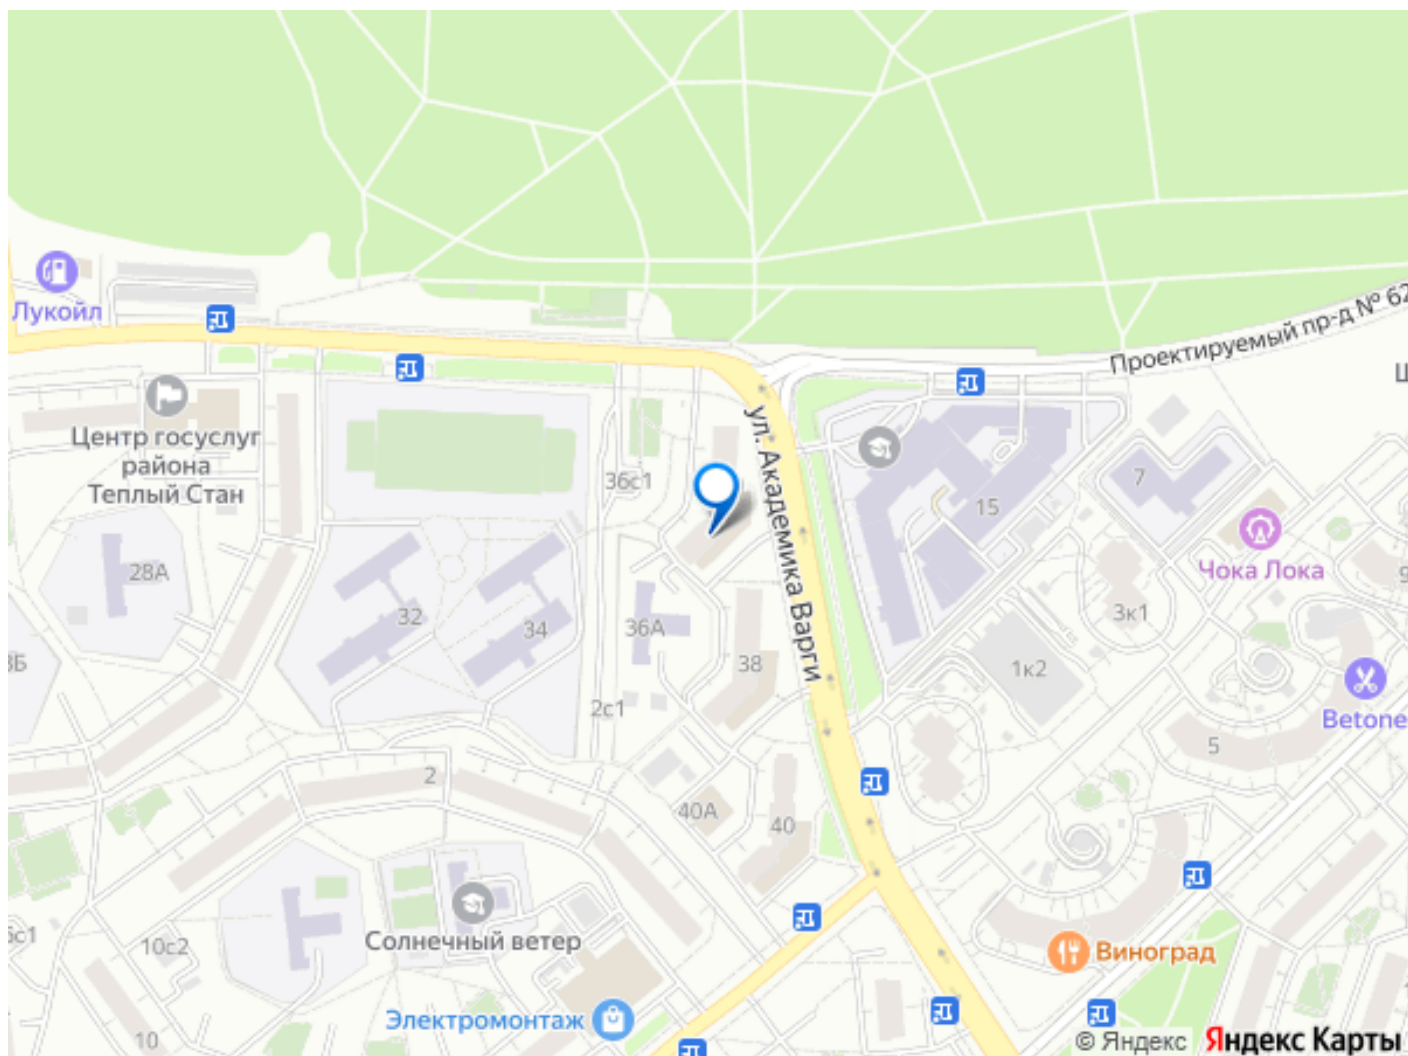 Лукойл
Проектируемый пр-д № 62
Центр госуслуг
района
Теплый Стан
ул. Академика Варги
36с1
15
7
Чока Лока
28А
32
34
36А
3к1
38
1к2
2с1
Betone
5
2
40А
40
Солнечный ветер
10с2
Виноград
Электромонтаж
10
© Яндекс Яндекс Карты